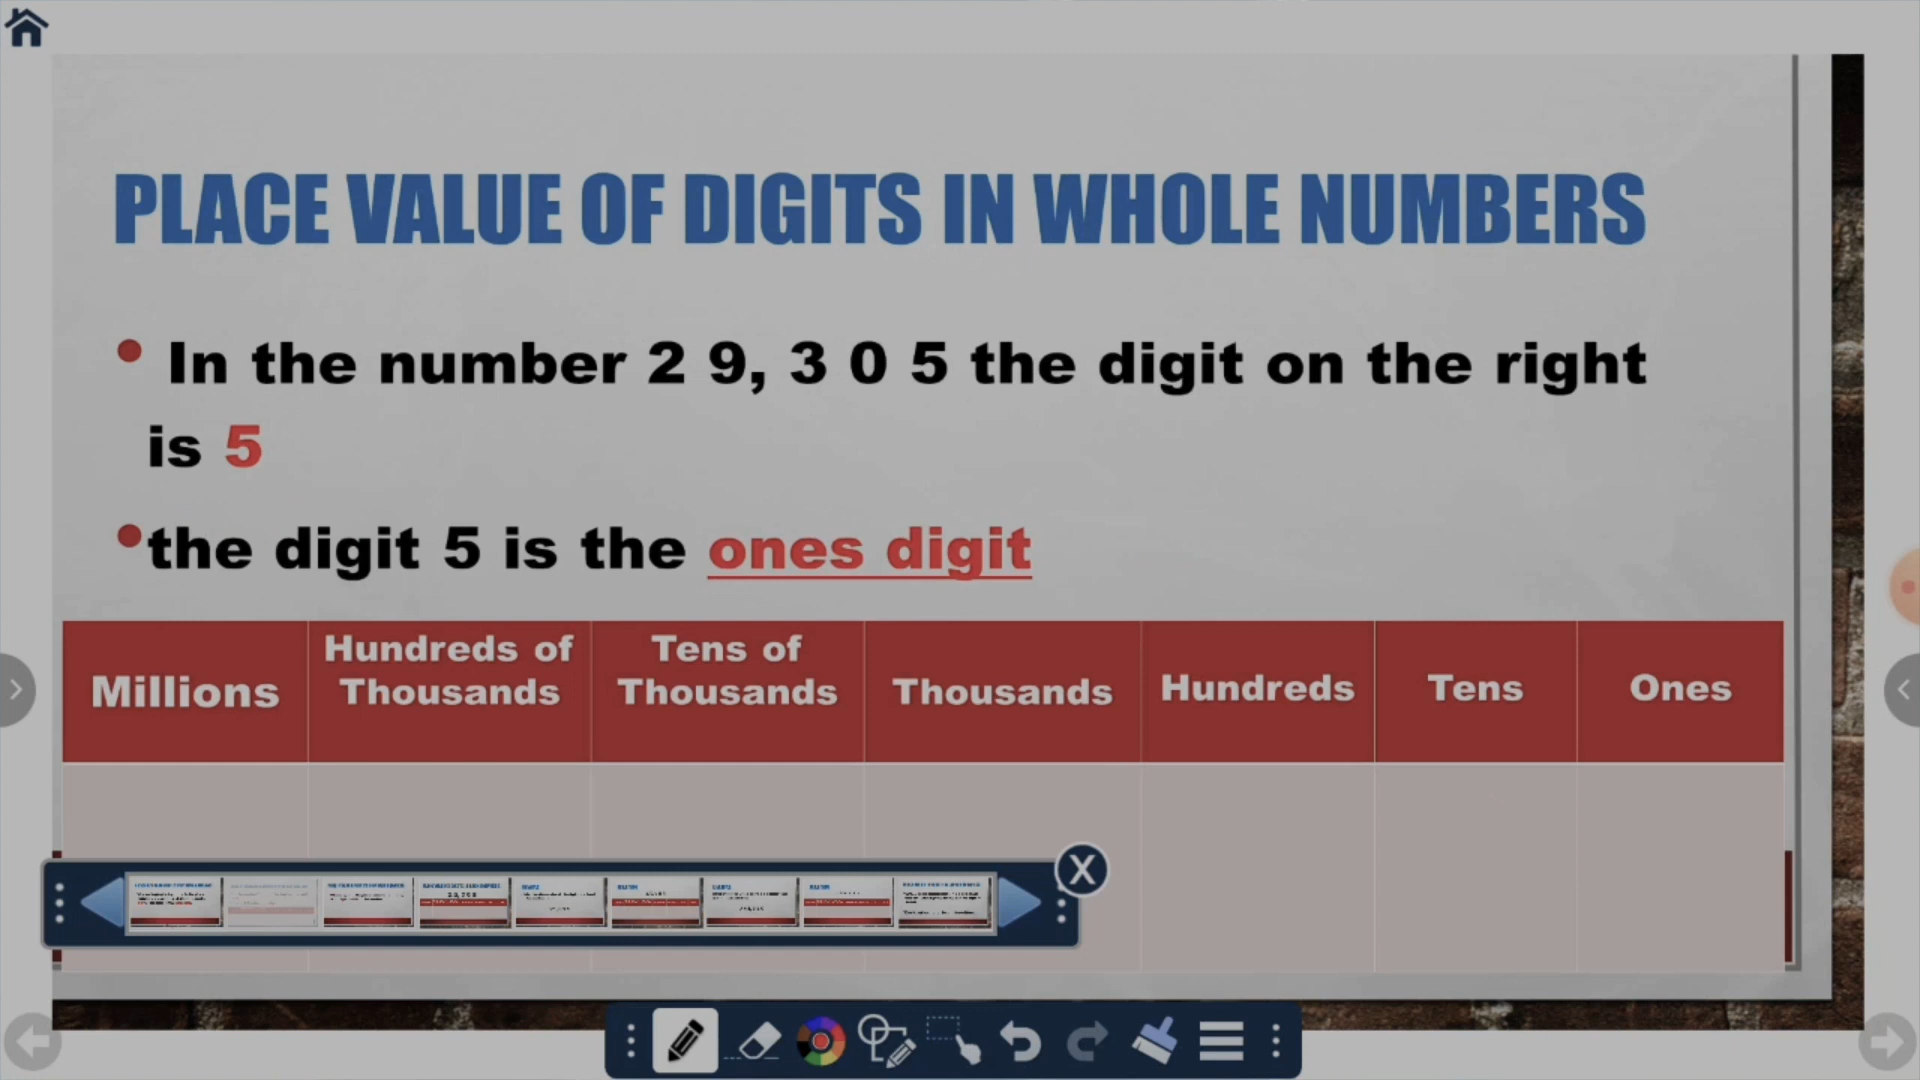 PLACE VALUE OF DIGITS IN WHOLE NUMBERS
• In the number 2 9, 3 0 5 the digit on the right
is 5
•the digit 5 is the ones digit
Millions Hundreds of Thousands Tens of Thousands Thousands Hundreds Tens Ones
X